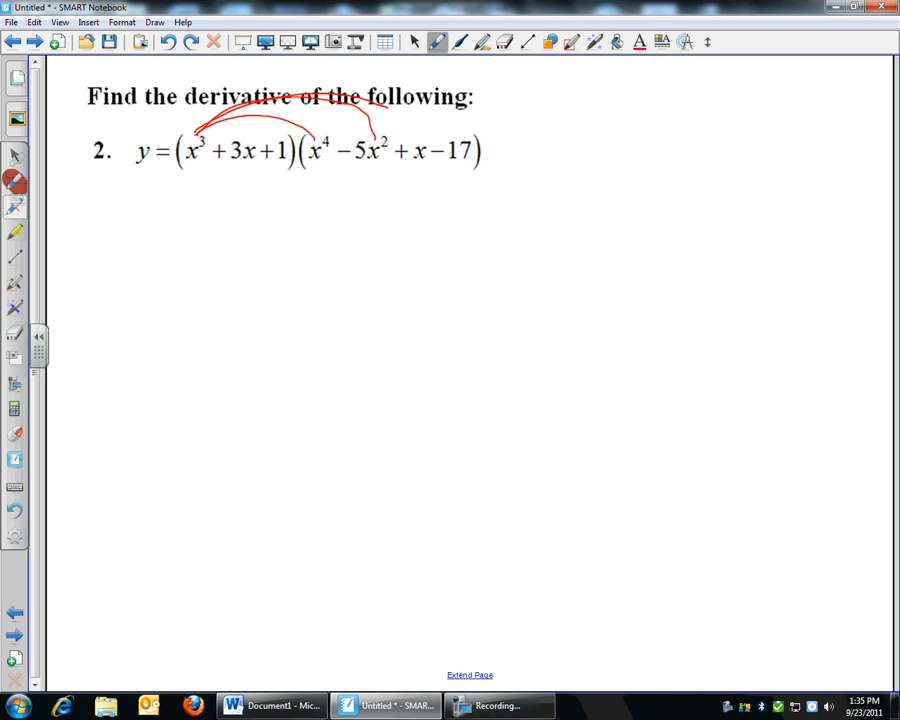 Untitled * - SMART Notebook
File Edit View Insert Format Draw Help
Find the derivative of the following:
2. y = (x³ + 3x + 1)(x⁴ − 5x² + x − 17)
Extend Page
Document1 - Mic...
Untitled * - SMAR...
Recording...
1:35 PM
9/23/2011